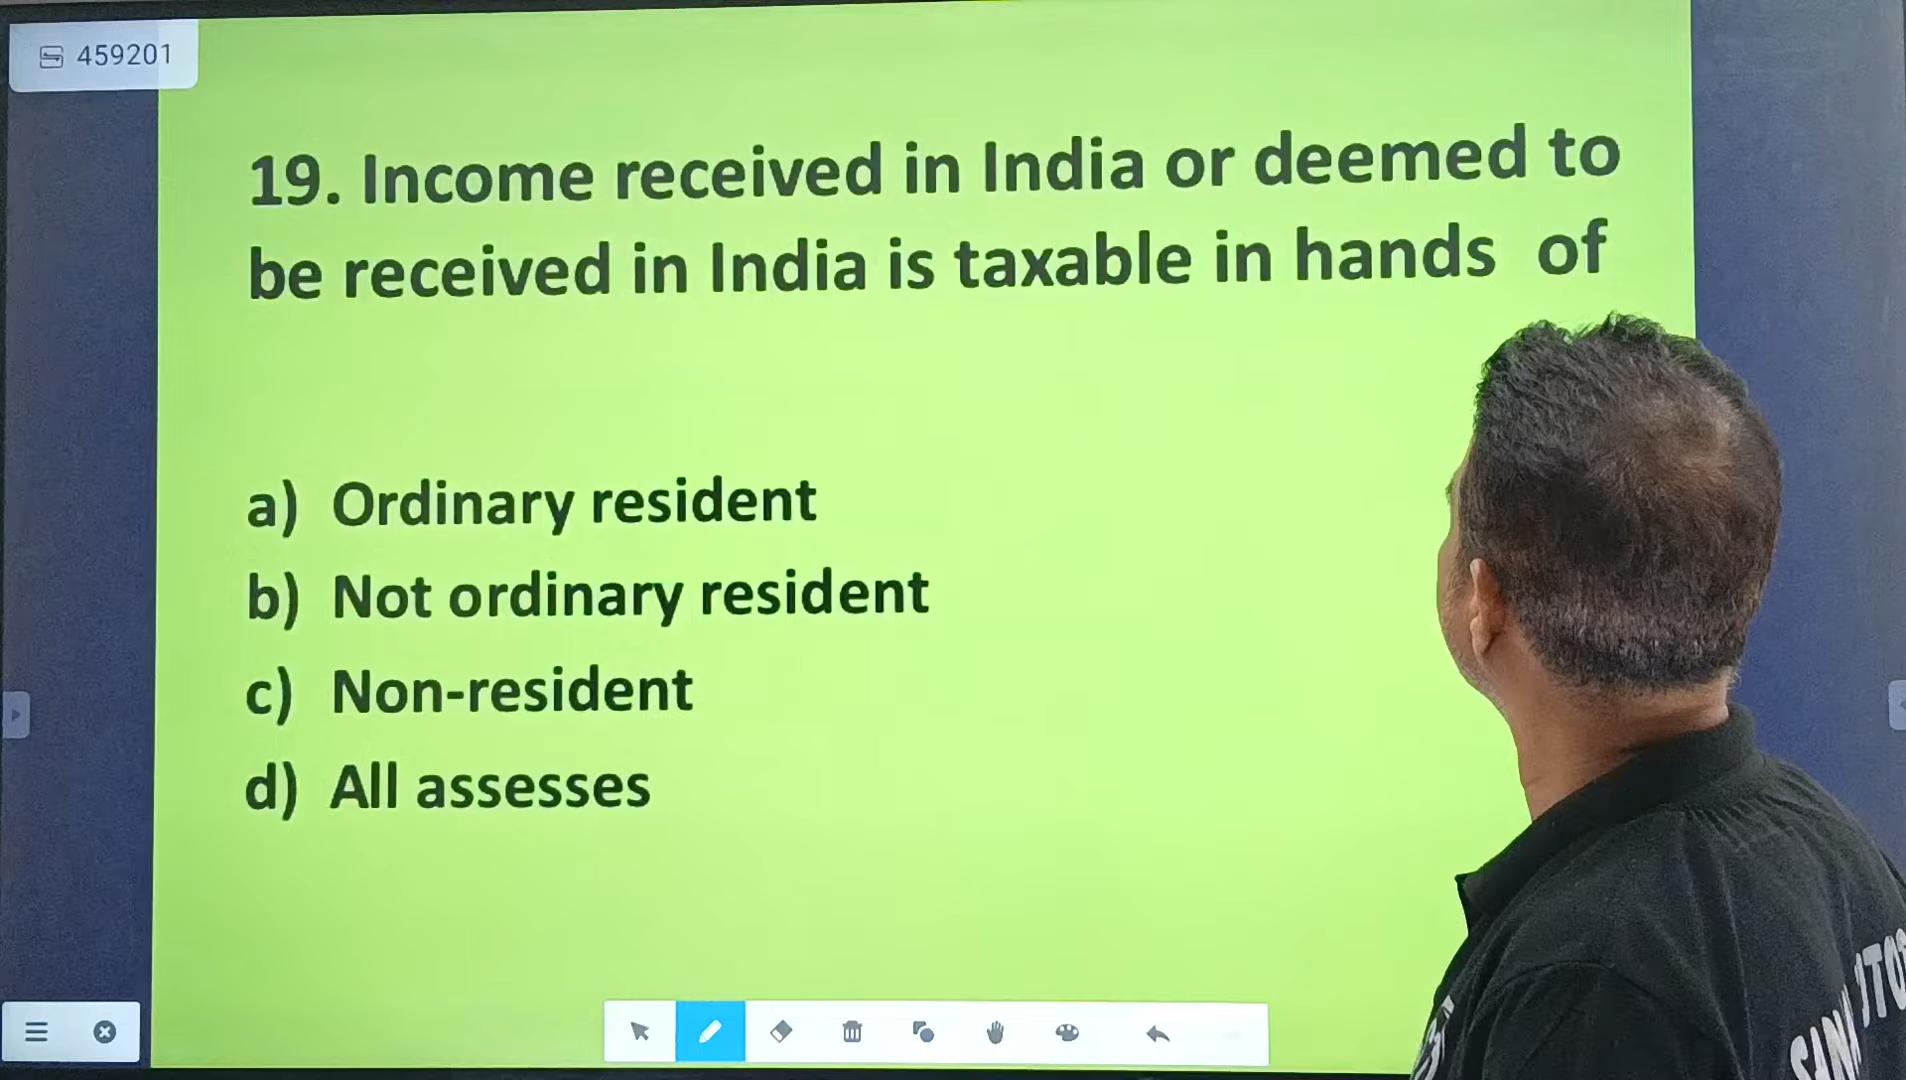 459201
19. Income received in India or deemed to
be received in India is taxable in hands of
a) Ordinary resident
b) Not ordinary resident
c) Non-resident
d) All assesses